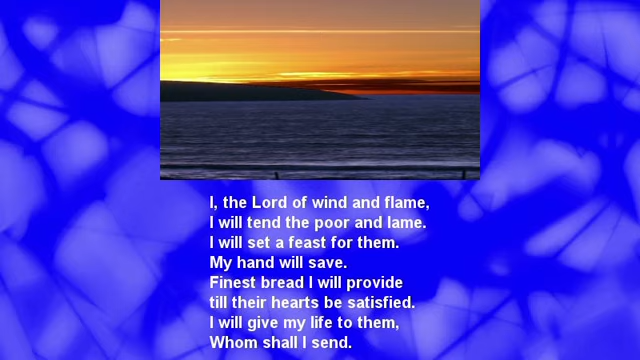 I, the Lord of wind and flame,
I will tend the poor and lame.
I will set a feast for them.
My hand will save.
Finest bread I will provide
till their hearts be satisfied.
I will give my life to them,
Whom shall I send.